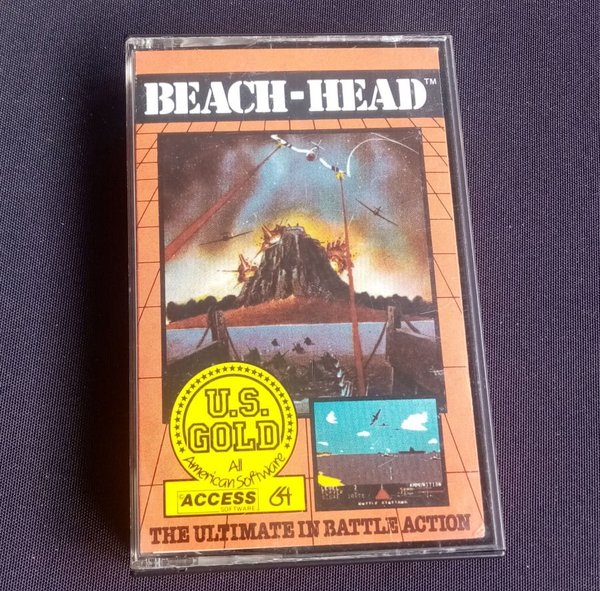 BEACH-HEAD™
U.S.
GOLD
All
American Software
ACCESS
SOFTWARE
64
AMMUNITION
BATTLE STATIONS
THE ULTIMATE IN BATTLE ACTION